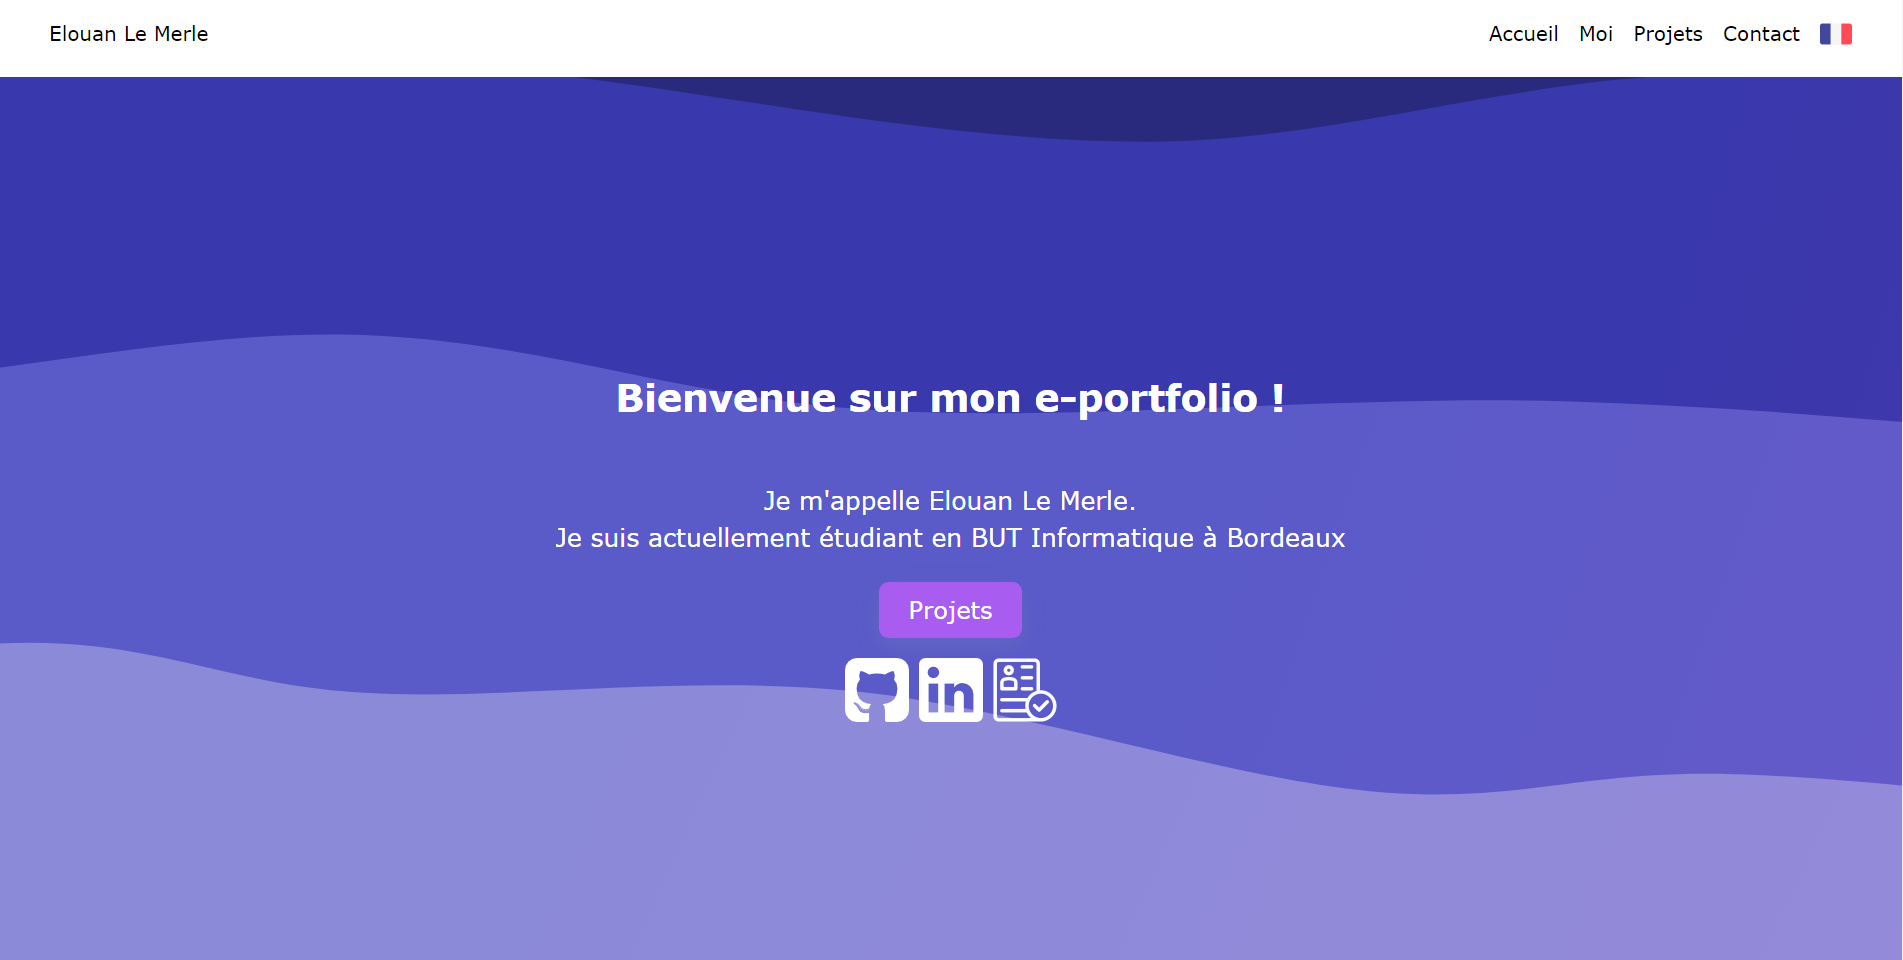 Elouan Le Merle
Accueil Moi Projets Contact
Bienvenue sur mon e-portfolio !
Je m'appelle Elouan Le Merle.
Je suis actuellement étudiant en BUT Informatique à Bordeaux
Projets
in